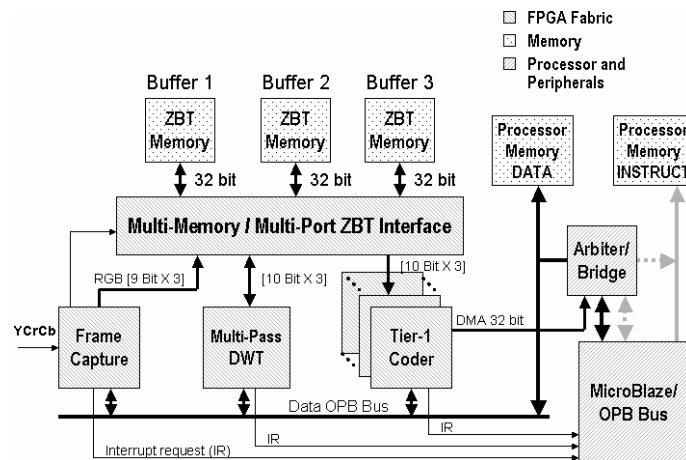 FPGA Fabric
Memory
Processor and
Peripherals
Buffer 1
Buffer 2
Buffer 3
ZBT
Memory
ZBT
Memory
ZBT
Memory
Processor
Memory
DATA
Processor
Memory
INSTRUCT
32 bit
32 bit
32 bit
Multi-Memory / Multi-Port ZBT Interface
Arbiter/
Bridge
RGB [9 Bit X 3]
[10 Bit X 3]
[10 Bit X 3]
DMA 32 bit
YCrCb
Frame
Capture
Multi-Pass
DWT
Tier-1
Coder
MicroBlaze/
OPB Bus
Data OPB Bus
IR
IR
Interrupt request (IR)